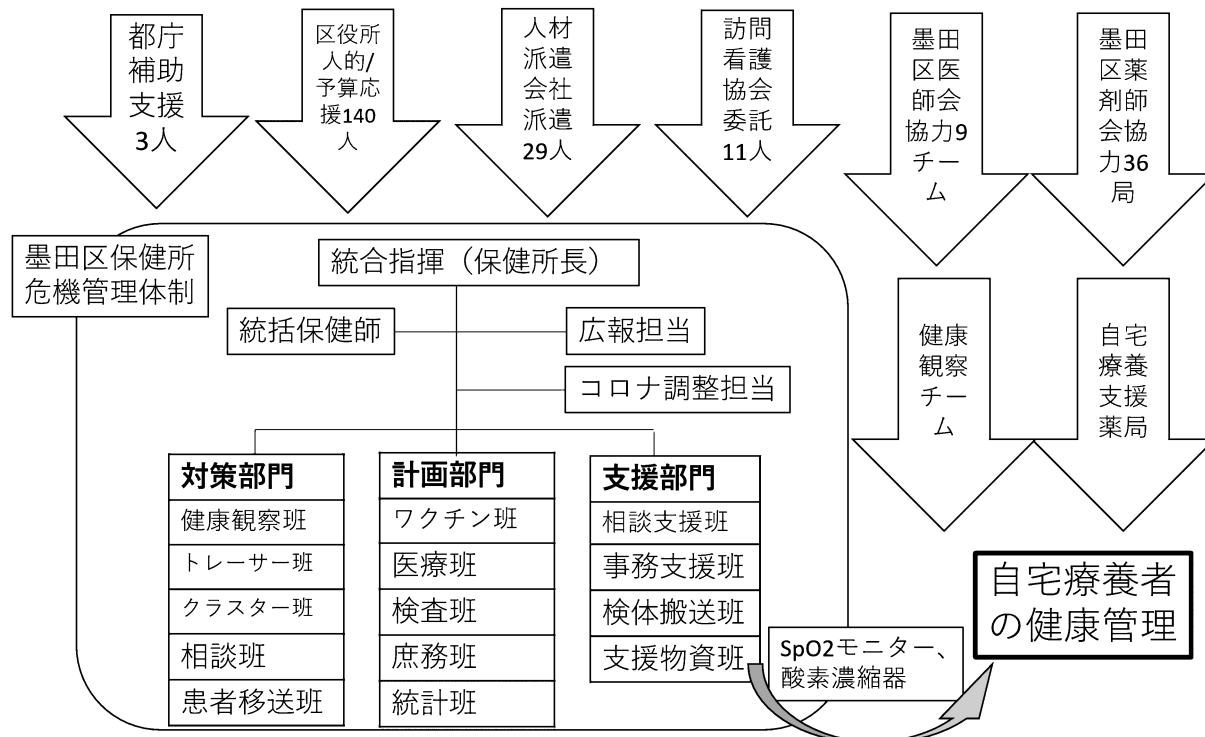 都庁
補助
支援
3人
区役所
人的/
予算応
援140
人
人材
派遣
会社
派遣
29人
訪問
看護
協会
委託
11人
墨田
区医
師会
協力9
チー
ム
墨田
区薬
剤師
会協
力36
局
墨田区保健所
危機管理体制
統合指揮（保健所長）
統括保健師
広報担当
コロナ調整担当
健康
観察
チー
ム
自宅
療養
支援
薬局
対策部門
健康観察班
トレーサー班
クラスター班
相談班
患者移送班
計画部門
ワクチン班
医療班
検査班
庶務班
統計班
支援部門
相談支援班
事務支援班
検体搬送班
支援物資班
SpO2モニター、
酸素濃縮器
自宅療養者
の健康管理